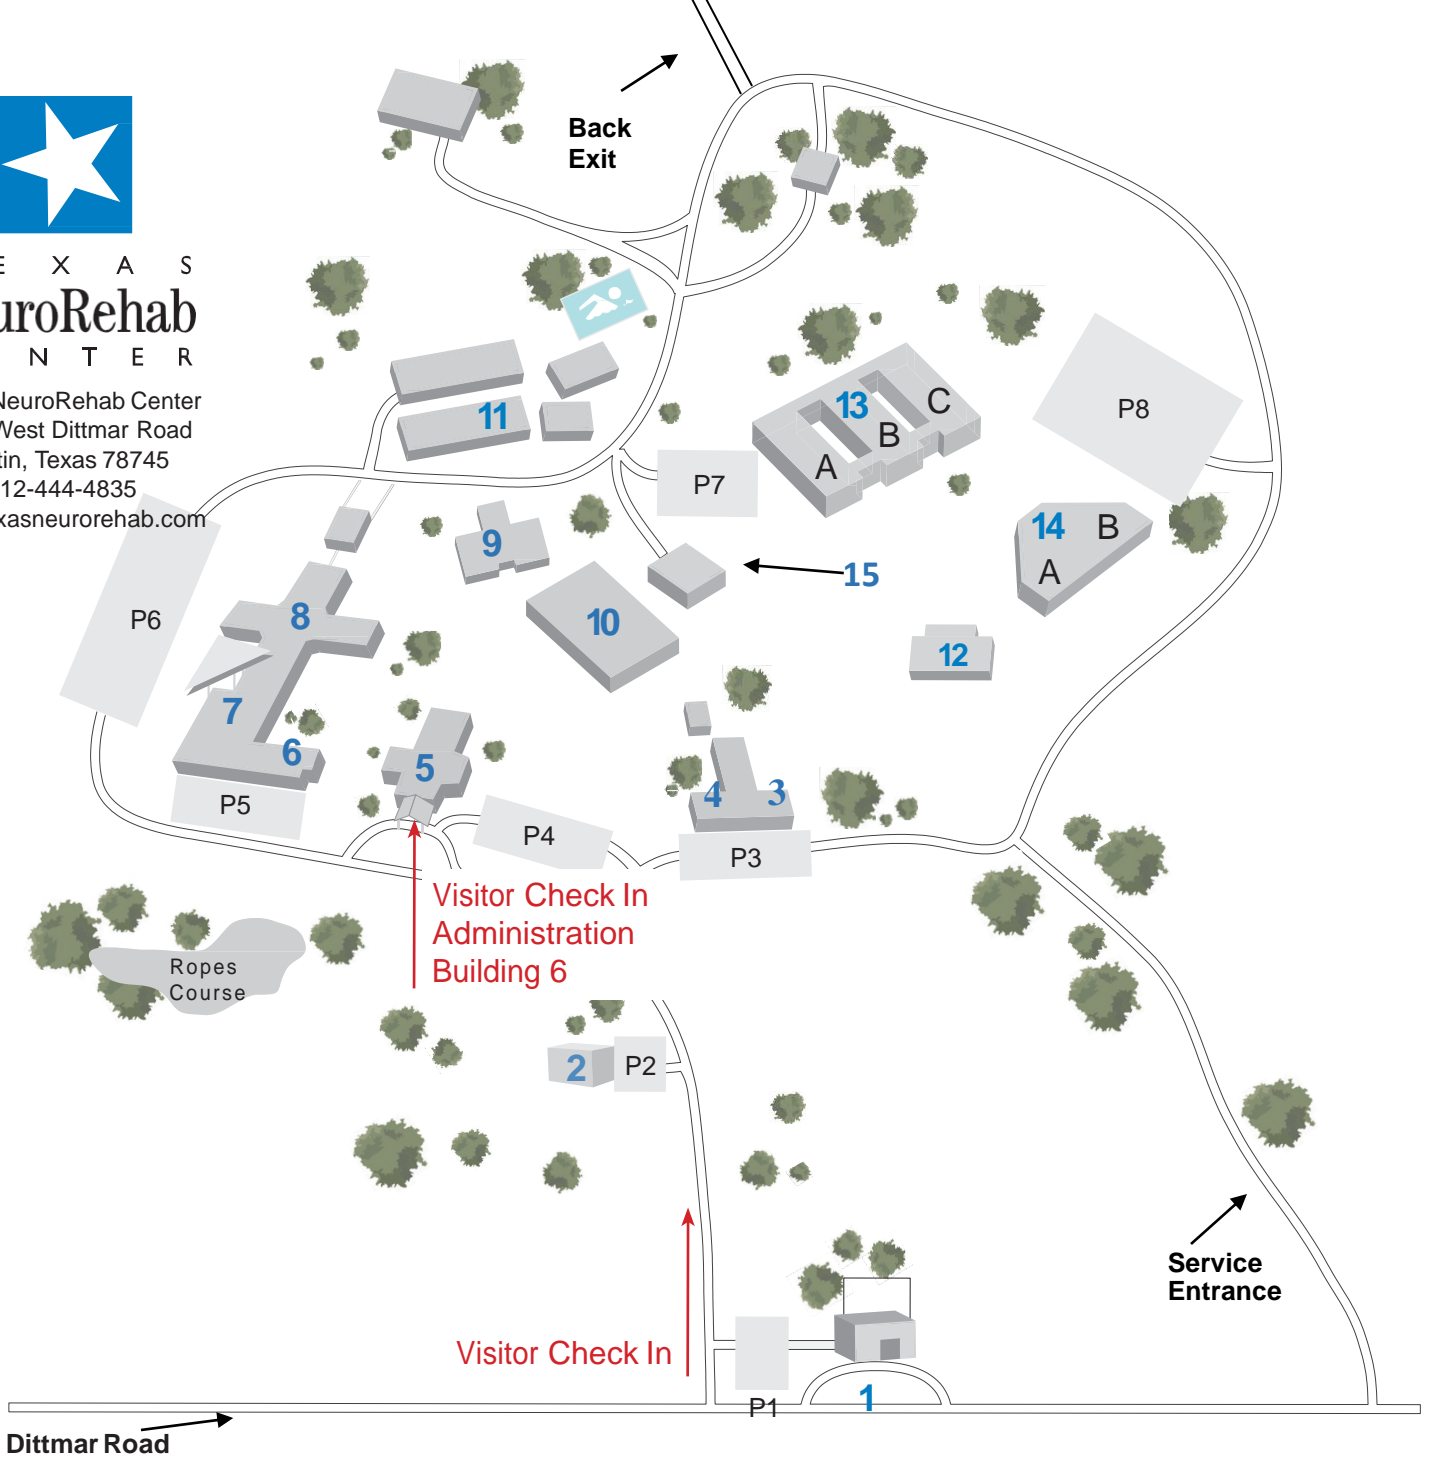 Back
Exit
E X A S
uroRehab
N T E R
NeuroRehab Center
West Dittmar Road
tin, Texas 78745
12-444-4835
xasneurorehab.com
11
13
A
B
C
P8
P7
14
B
A
9
15
10
8
P6
12
7
6
5
4
3
P5
P4
P3
Visitor Check In
Administration
Building 6
Ropes
Course
2
P2
Service
Entrance
Visitor Check In
P1
1
Dittmar Road